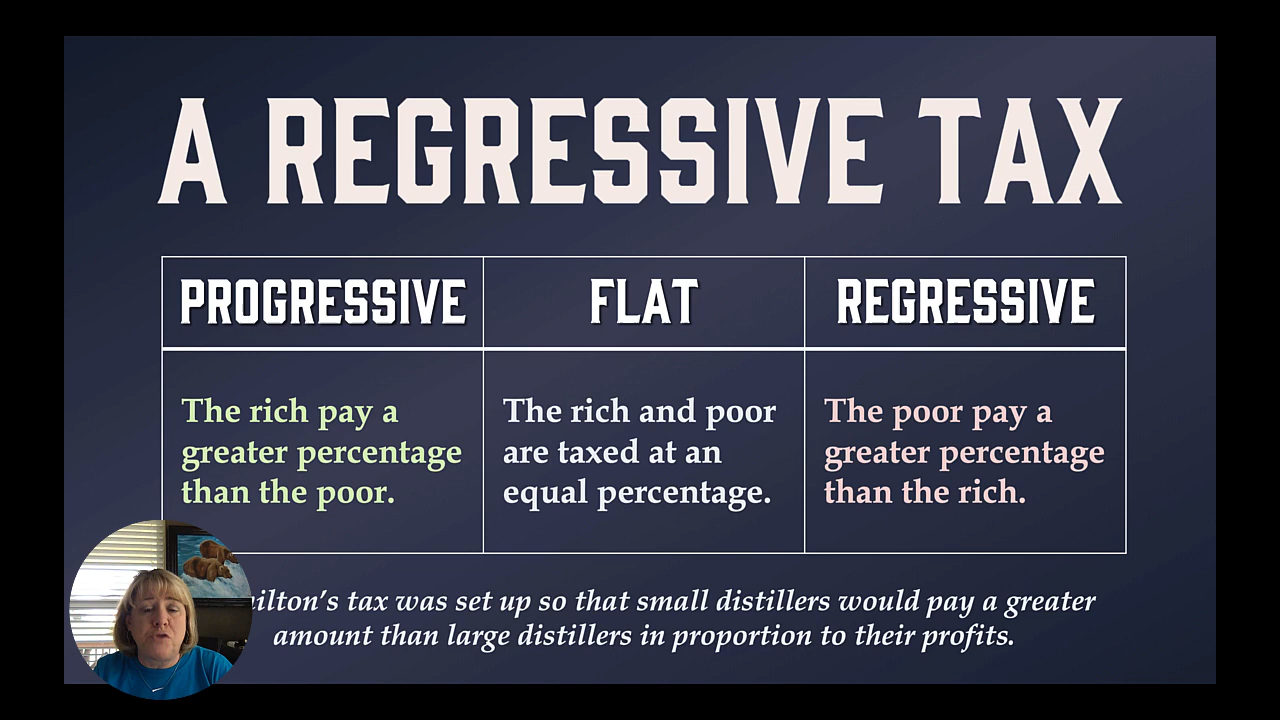 A REGRESSIVE TAX
PROGRESSIVE
FLAT
REGRESSIVE
The rich pay a
greater percentage
than the poor.
The rich and poor
are taxed at an
equal percentage.
The poor pay a
greater percentage
than the rich.
tax was set up so that small distillers would pay a greater
amount than large distillers in proportion to their profits.